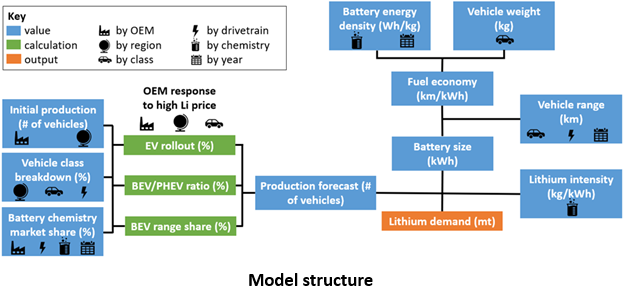 Key
value
calculation
output
by OEM
by region
by class
by drivetrain
by chemistry
by year
Battery energy
density (Wh/kg)
Vehicle weight
(kg)
Fuel economy
(km/kWh)
Vehicle range
(km)
Battery size
(kWh)
Lithium intensity
(kg/kWh)
OEM response
to high Li price
Initial production
(# of vehicles)
EV rollout (%)
Vehicle class
breakdown (%)
BEV/PHEV ratio (%)
Battery chemistry
market share (%)
BEV range share (%)
Production forecast (#
of vehicles)
Lithium demand (mt)
Model structure